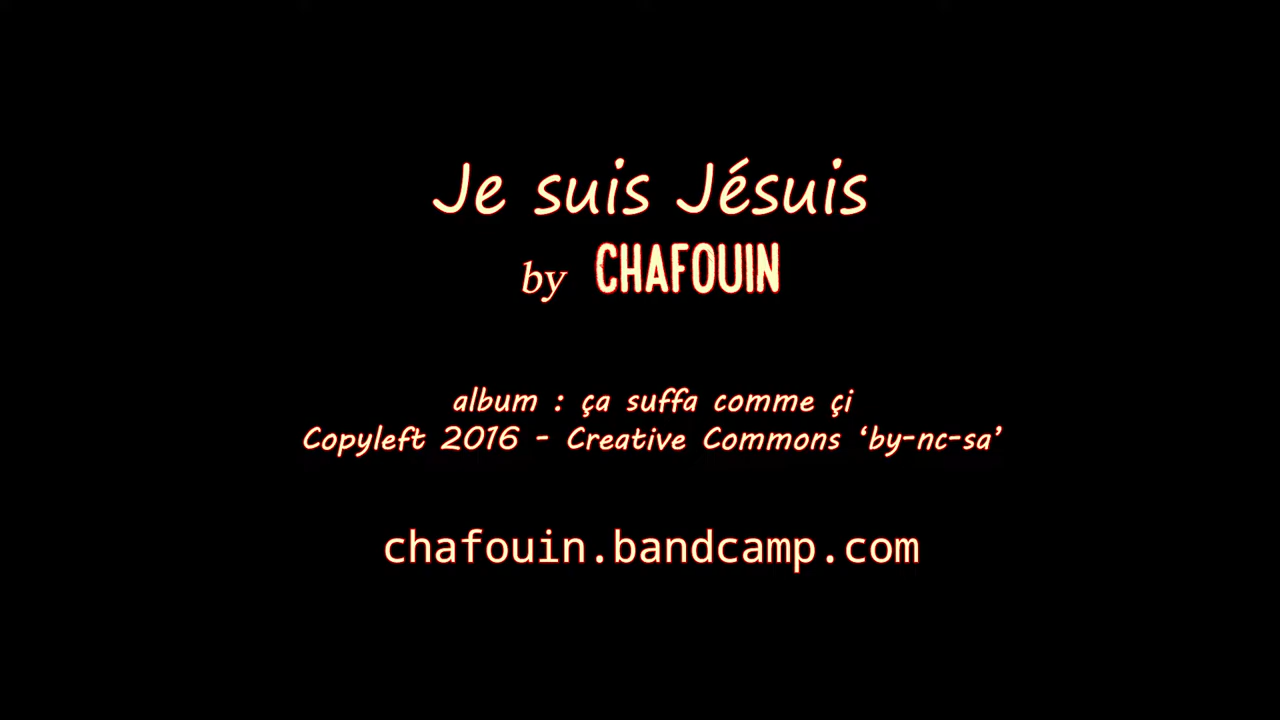 Je suis Jésuis
by CHAFOUIN
album : ça suffa comme çi
Copyleft 2016 - Creative Commons ‘by-nc-sa’
chafouin.bandcamp.com